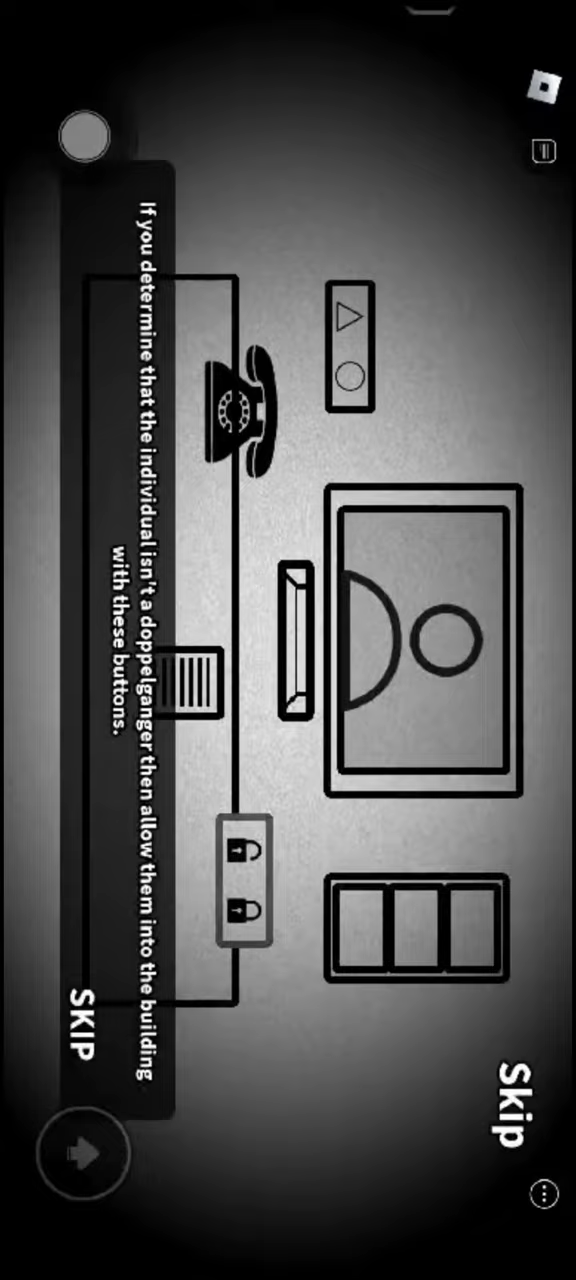 Skip
If you determine that the individual isn't a doppelganger then allow them into the building
with these buttons.
SKIP